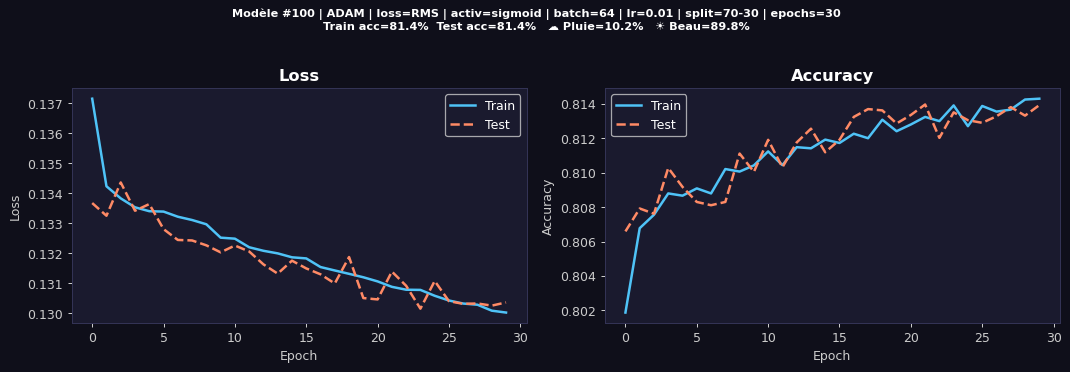 Modèle #100 | ADAM | loss=RMS | activ=sigmoid | batch=64 | lr=0.01 | split=70-30 | epochs=30
Train acc=81.4%  Test acc=81.4%   ☁ Pluie=10.2%   ☀ Beau=89.8%
Loss
0.137
0.136
0.135
0.134
0.133
0.132
0.131
0.130
Loss
Train
Test
0 5 10 15 20 25 30
Epoch
Accuracy
0.814
0.812
0.810
0.808
0.806
0.804
0.802
Accuracy
Train
Test
0 5 10 15 20 25 30
Epoch